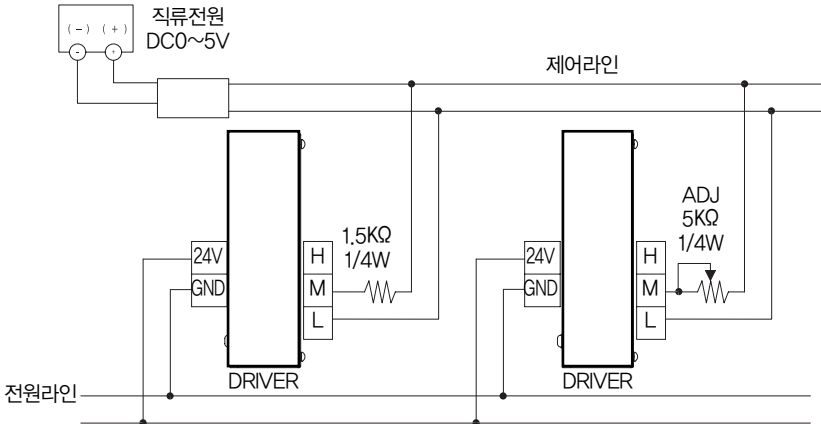 직류전원
DC0~5V
(-) (+)
- +
제어라인
24V
GND
H
M
L
1.5KΩ
1/4W
DRIVER
24V
GND
H
M
L
ADJ
5KΩ
1/4W
DRIVER
전원라인